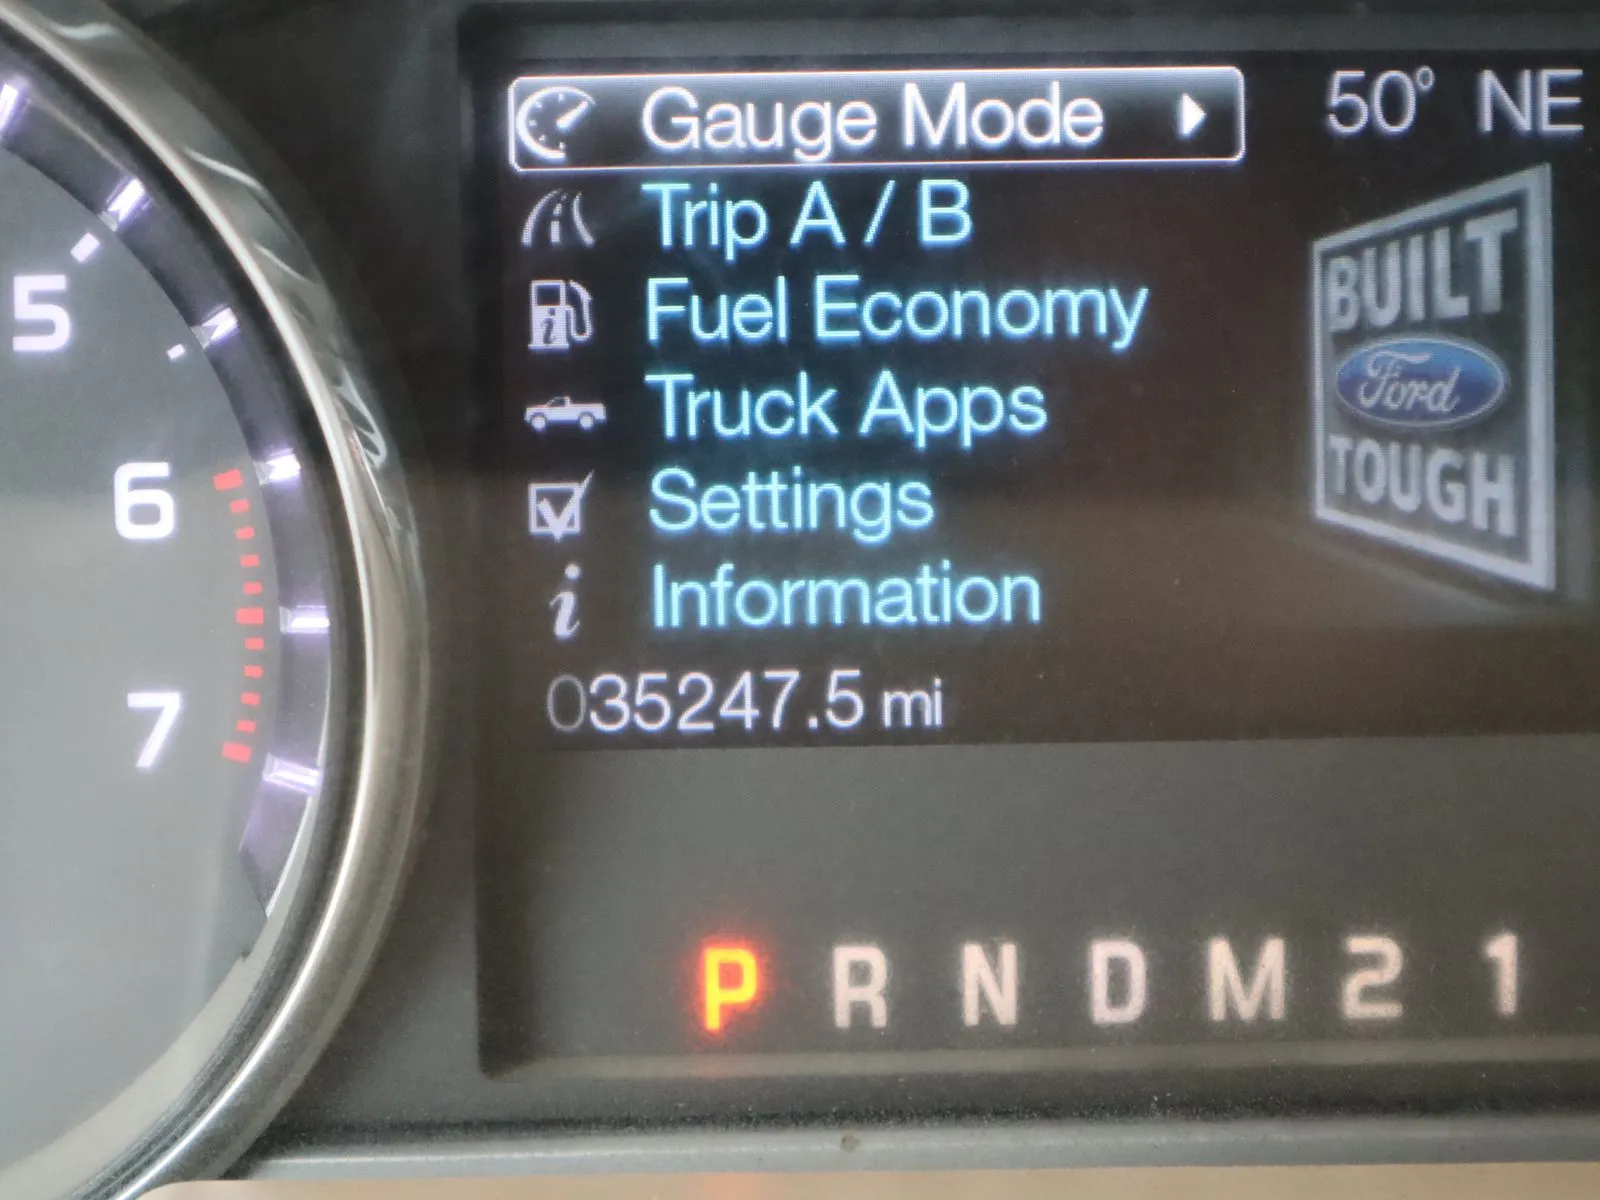 Gauge Mode
50° NE
Trip A / B
Fuel Economy
Truck Apps
Settings
Information
035247.5 mi
BUILT
Ford
TOUGH
5
6
7
P R N D M 2 1